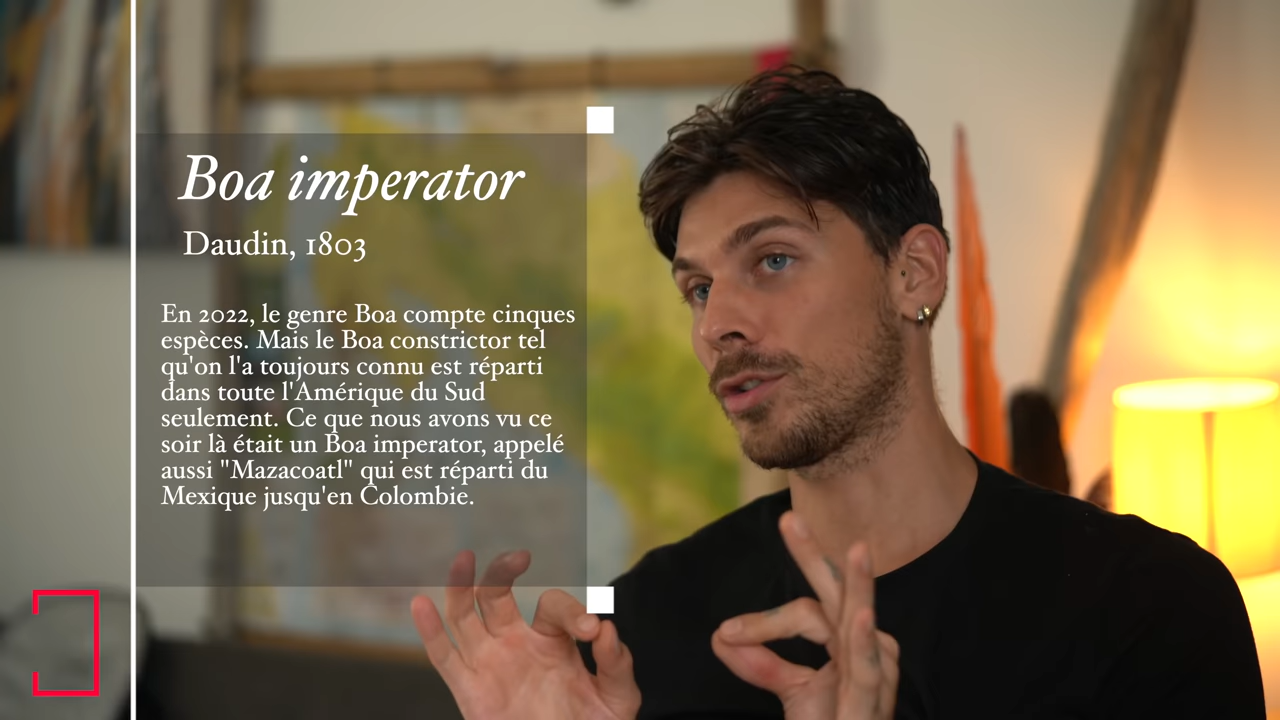 Boa imperator
Daudin, 1803
En 2022, le genre Boa compte cinques
espèces. Mais le Boa constrictor tel
qu'on l'a toujours connu est réparti
dans toute l'Amérique du Sud
seulement. Ce que nous avons vu ce
soir là était un Boa imperator, appelé
aussi "Mazacoatl" qui est réparti du
Mexique jusqu'en Colombie.